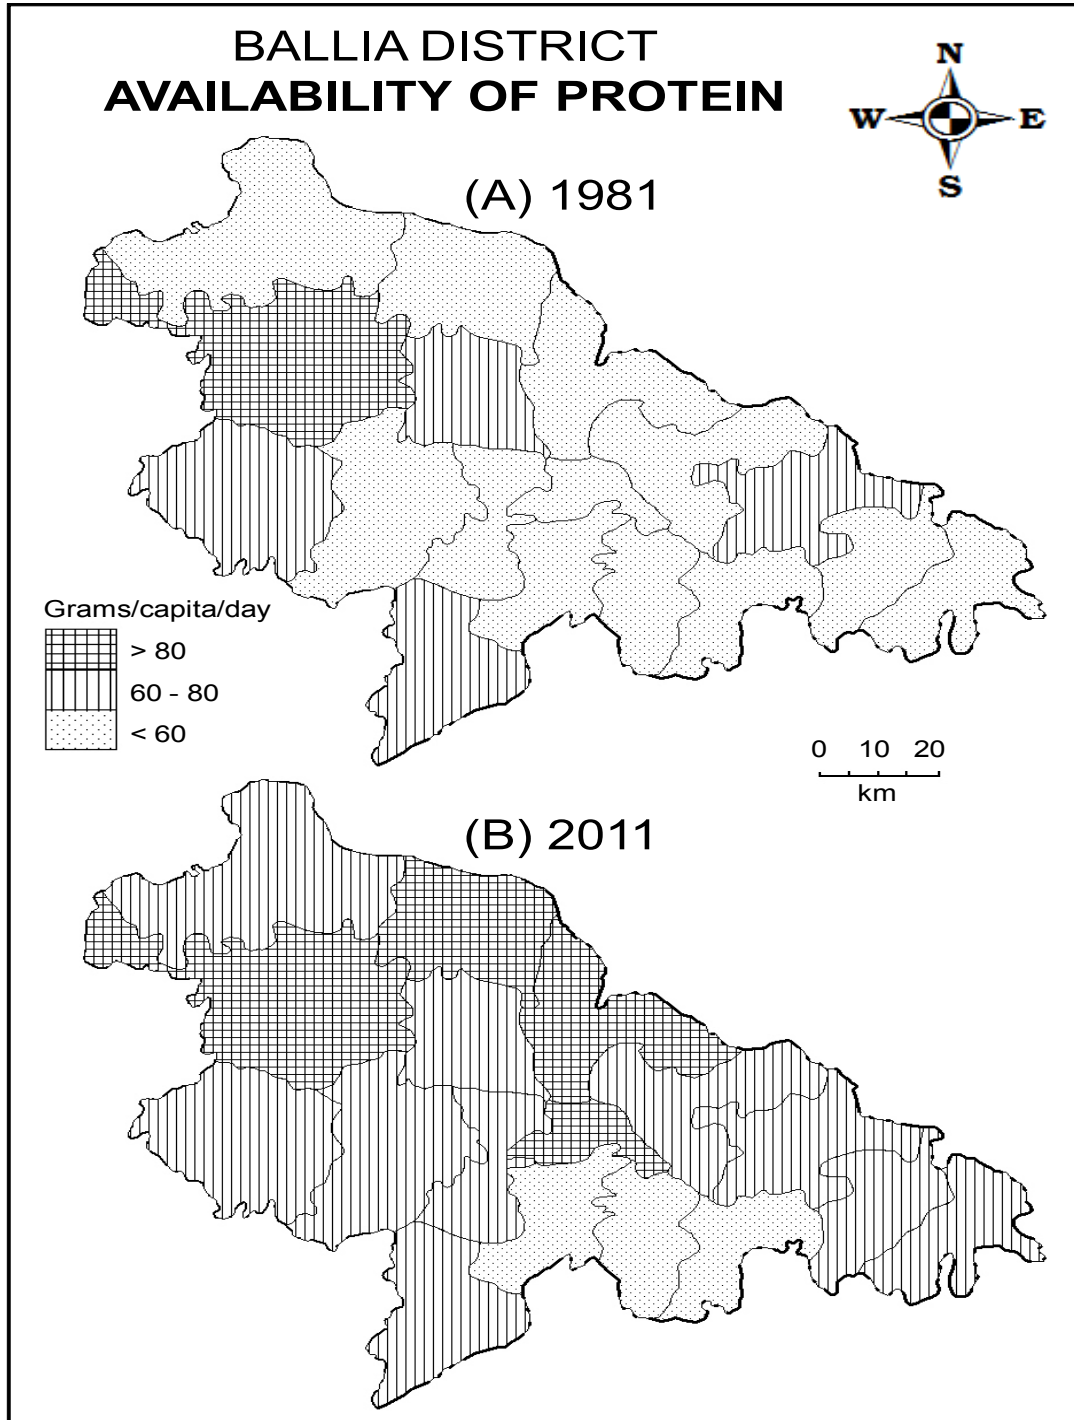 BALLIA DISTRICT
AVAILABILITY OF PROTEIN
N
W E
S
(A) 1981
Grams/capita/day
> 80
60 - 80
< 60
0 10 20
km
(B) 2011